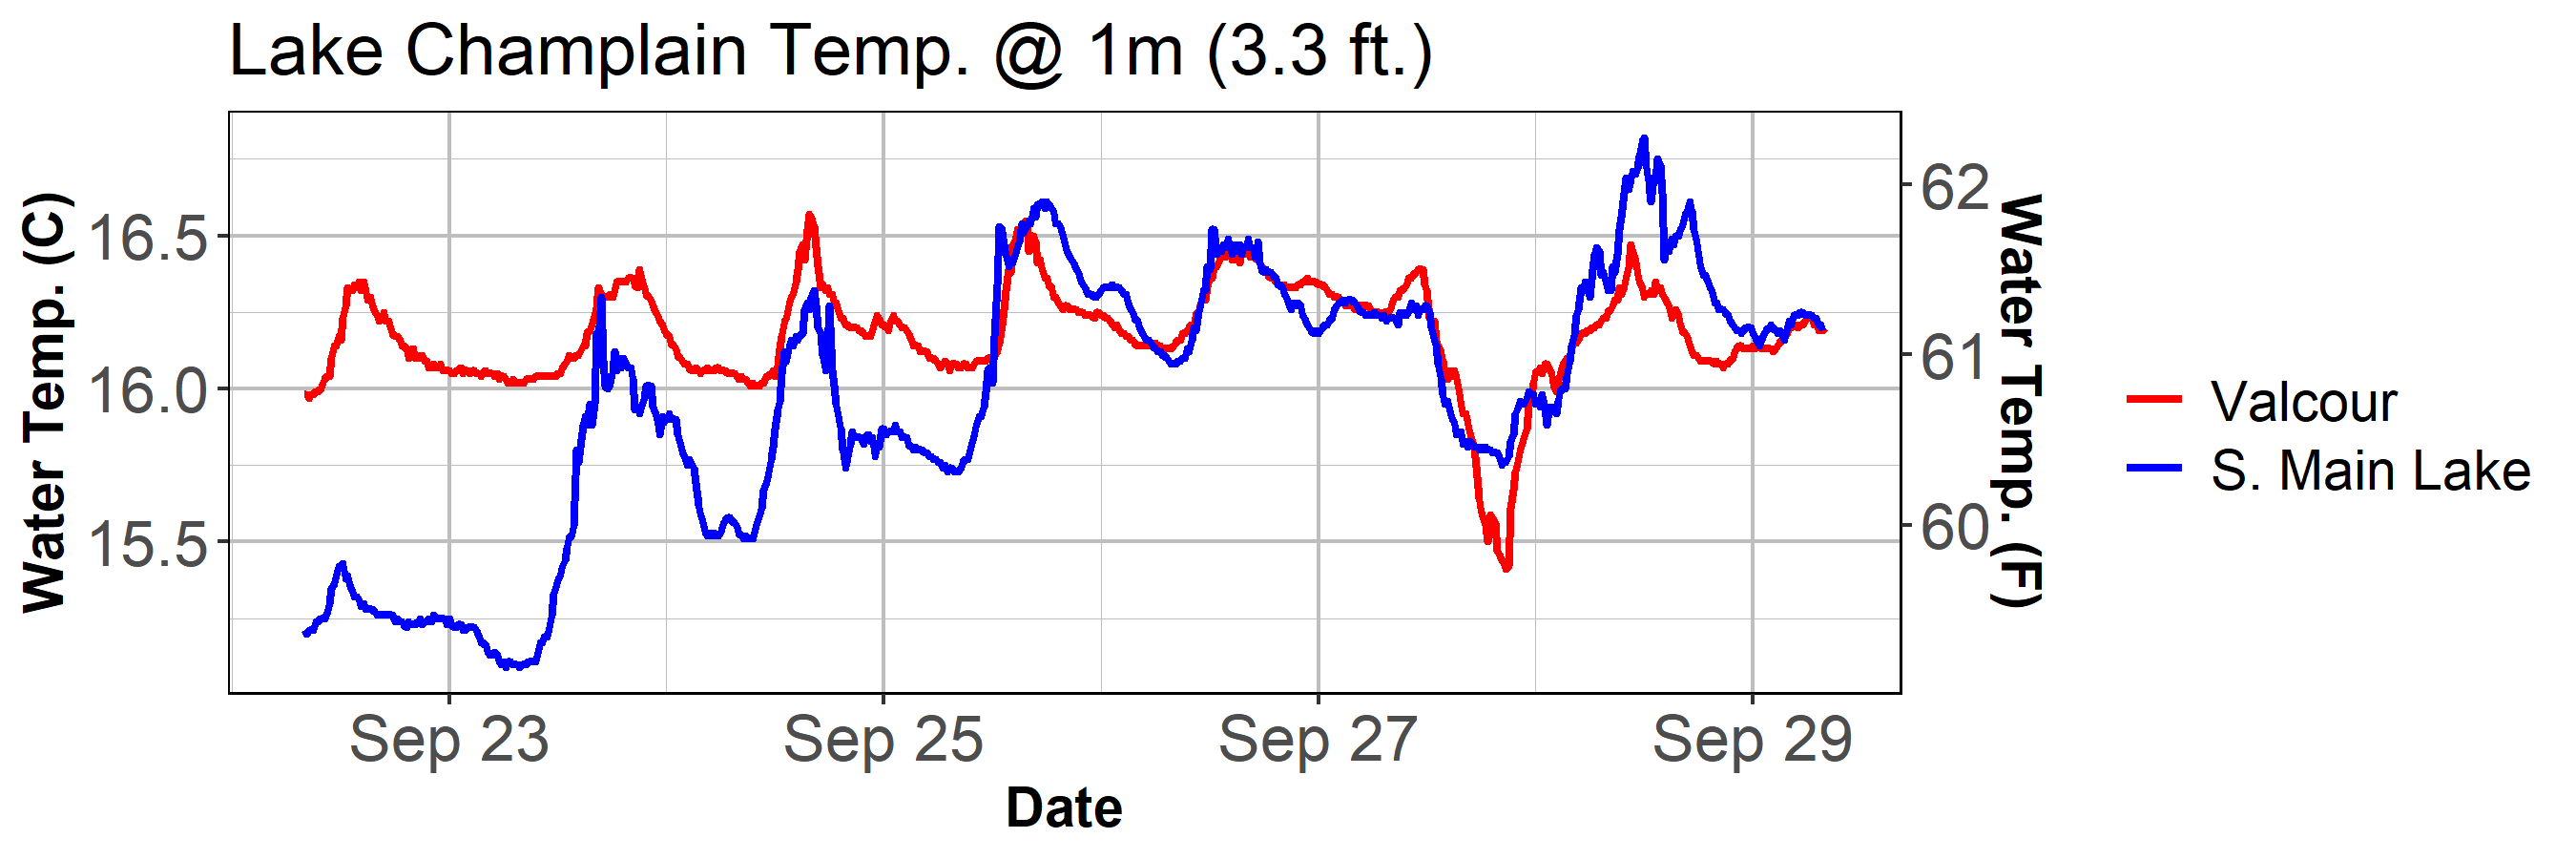 Lake Champlain Temp. @ 1m (3.3 ft.)
Water Temp. (C)
16.5
16.0
15.5
62
61
60
Water Temp. (F)
Sep 23
Sep 25
Sep 27
Sep 29
Date
Valcour
S. Main Lake